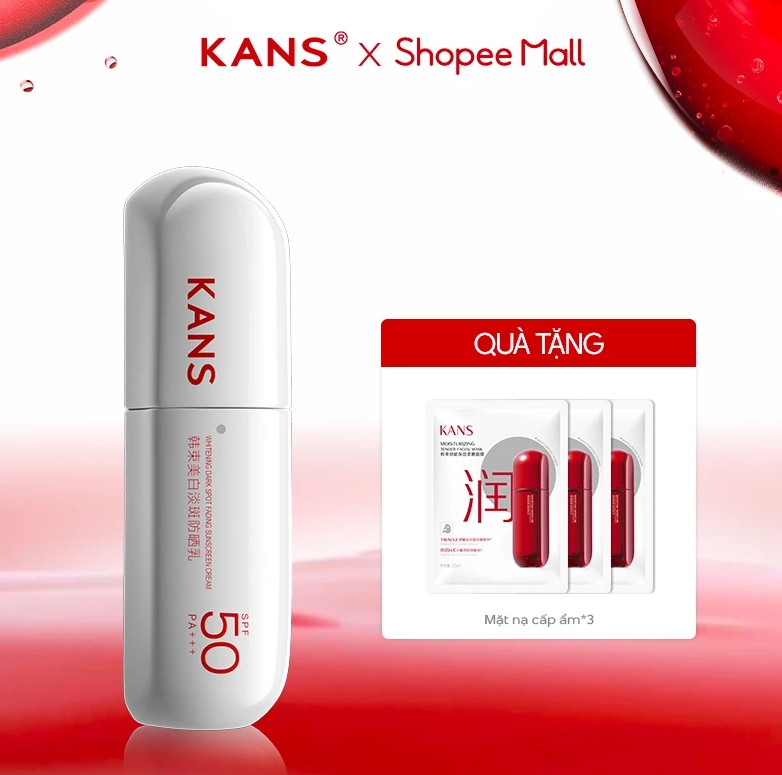 KANS® X Shopee Mall
KANS
WHITENING DARK SPOT FADING SUNSCREEN CREAM
韩束美白淡斑防晒乳
SPF
50
PA+++
QUÀ TẶNG
KANS
MOISTURIZING
TENDER FACIAL MASK
润
Mặt nạ cấp ẩm*3